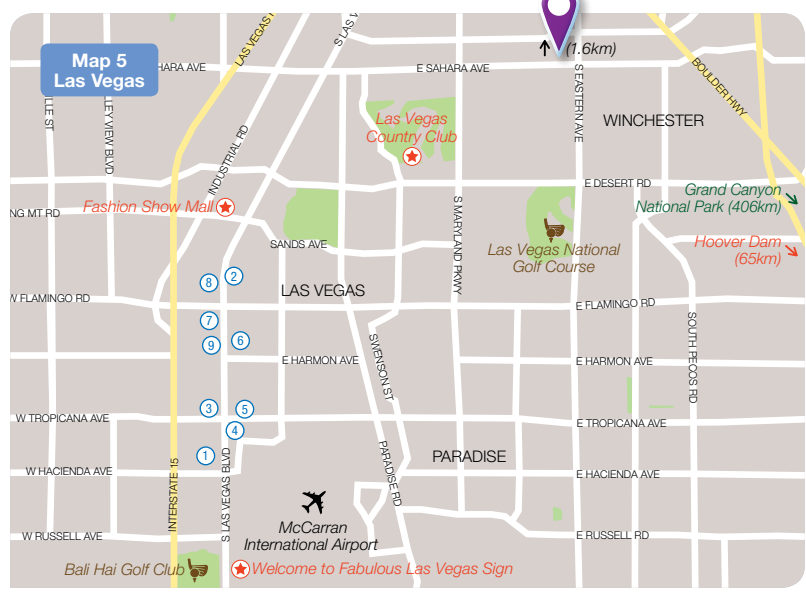 Map 5
Las Vegas
HARA AVE
LAS VEGAS
S LAS V
(1.6km)
E SAHARA AVE
S EASTERN AVE
BOULDER HWY
LLE ST
LEY VIEW BLVD
INDUSTRIAL RD
Las Vegas
Country Club
WINCHESTER
E DESERT RD
Grand Canyon
National Park (406km)
Fashion Show Mall
NG MT RD
S MARYLAND PKWY
SANDS AVE
Las Vegas National
Golf Course
Hoover Dam
(65km)
8
2
LAS VEGAS
W FLAMINGO RD
E FLAMINGO RD
7
9
6
SWENSON ST
SOUTH PECOS RD
E HARMON AVE
E HARMON AVE
3
5
W TROPICANA AVE
E TROPICANA AVE
4
1
PARADISE
PARADISE RD
W HACIENDA AVE
E HACIENDA AVE
INTERSTATE 15
S LAS VEGAS BLVD
McCarran
International Airport
W RUSSELL AVE
E RUSSELL RD
Bali Hai Golf Club
Welcome to Fabulous Las Vegas Sign